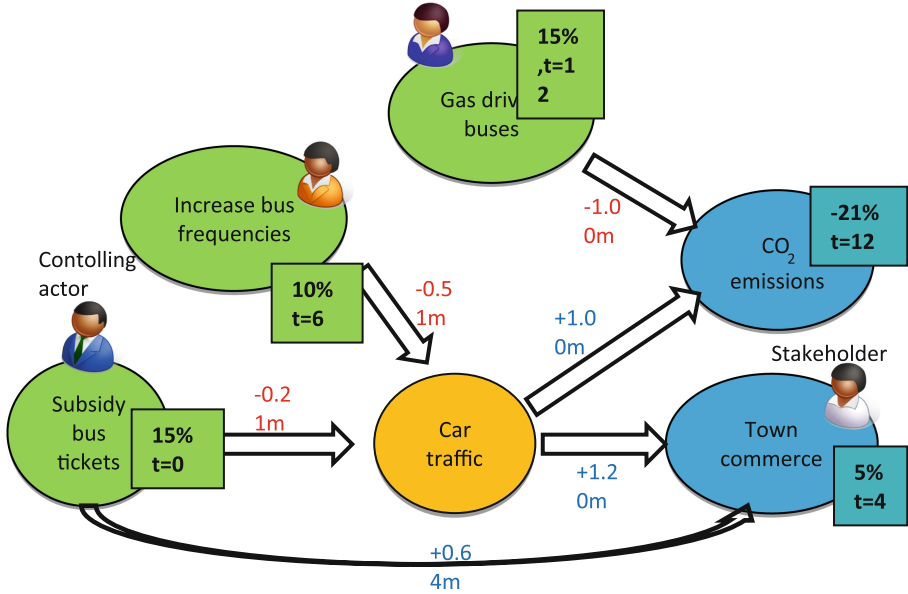 15%
,t=1
2
Gas driv
buses
-1.0
0m
-21%
t=12
CO2
emissions
Increase bus
frequencies
10%
t=6
-0.5
1m
+1.0
0m
Contolling
actor
Stakeholder
Subsidy
bus
tickets
15%
t=0
-0.2
1m
Car
traffic
+1.2
0m
Town
commerce
5%
t=4
+0.6
4m